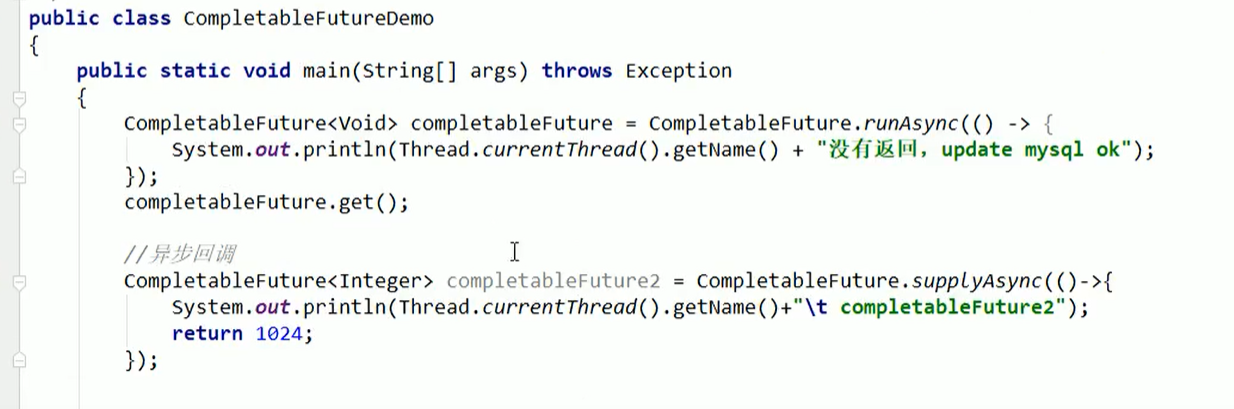 public class CompletableFutureDemo
{
    public static void main(String[] args) throws Exception
    {
        CompletableFuture<Void> completableFuture = CompletableFuture.runAsync(() -> {
            System.out.println(Thread.currentThread().getName() + "没有返回，update mysql ok");
        });
        completableFuture.get();

        //异步回调
        CompletableFuture<Integer> completableFuture2 = CompletableFuture.supplyAsync(()->{
            System.out.println(Thread.currentThread().getName()+"\t completableFuture2");
            return 1024;
        });